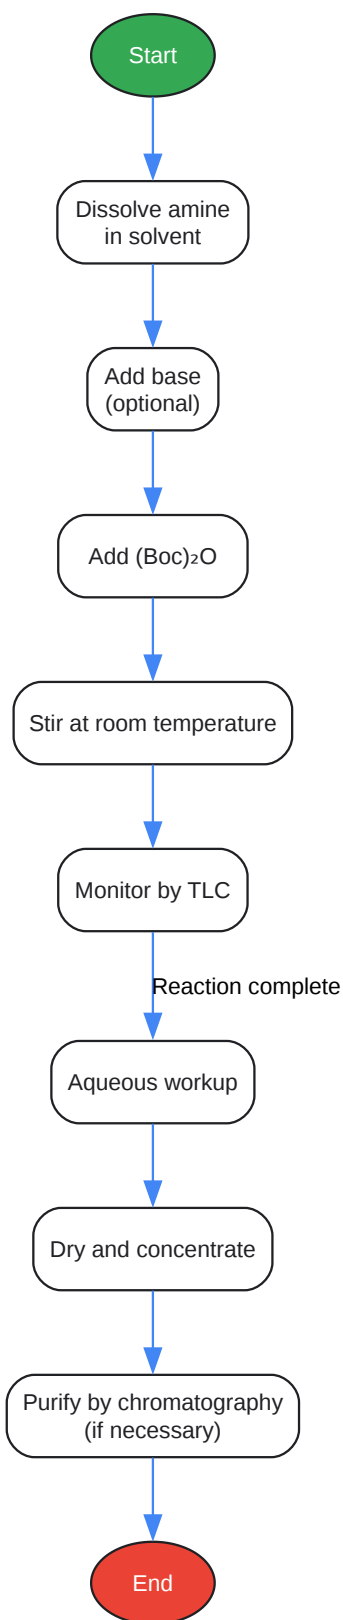 Start
Dissolve amine
in solvent
Add base
(optional)
Add (Boc)₂O
Stir at room temperature
Monitor by TLC
Reaction complete
Aqueous workup
Dry and concentrate
Purify by chromatography
(if necessary)
End